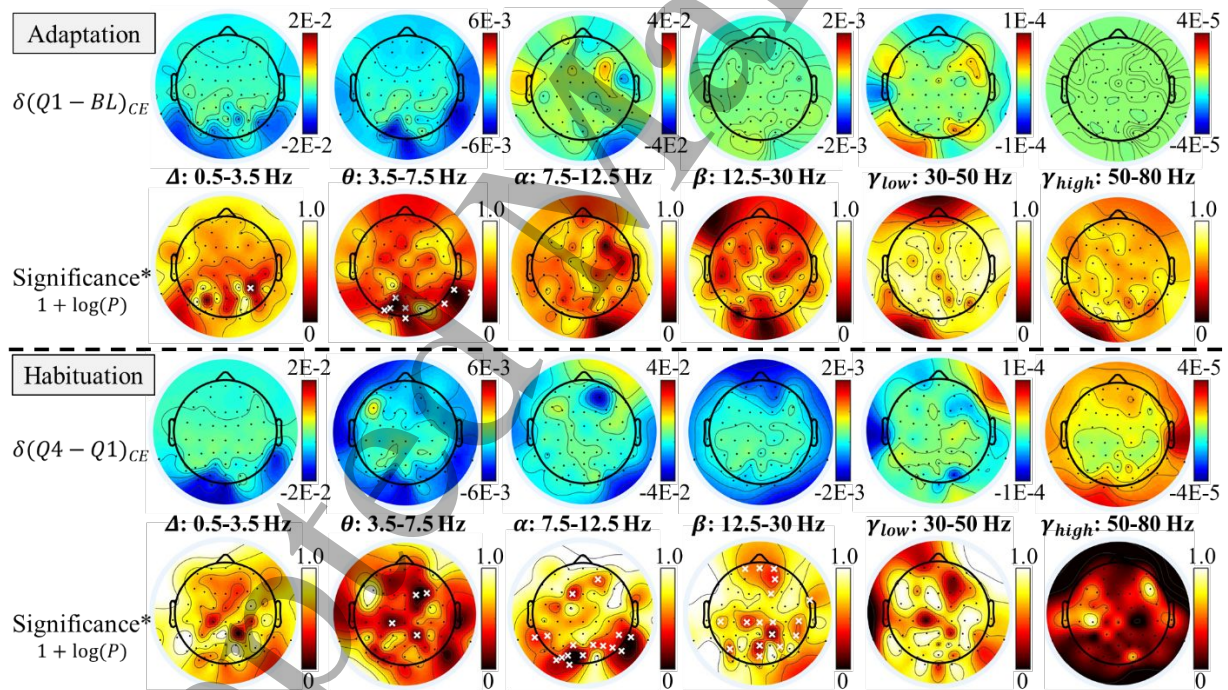 Adaptation
2E-2 6E-3 4E-2 2E-3 1E-4 4E-5
δ(Q1 − BL)CE
-2E-2 -6E-3 -4E-2 -2E-3 -1E-4 -4E-5
Δ: 0.5-3.5 Hz θ: 3.5-7.5 Hz α: 7.5-12.5 Hz β: 12.5-30 Hz γlow: 30-50 Hz γhigh: 50-80 Hz
1.0 1.0 1.0 1.0 1.0 1.0
Significance*
1 + log(P)
0 0 0 0 0 0
Habituation
2E-2 6E-3 4E-2 2E-3 1E-4 4E-5
δ(Q4 − Q1)CE
-2E-2 -6E-3 -4E-2 -2E-3 -1E-4 -4E-5
Δ: 0.5-3.5 Hz θ: 3.5-7.5 Hz α: 7.5-12.5 Hz β: 12.5-30 Hz γlow: 30-50 Hz γhigh: 50-80 Hz
1.0 1.0 1.0 1.0 1.0 1.0
Significance*
1 + log(P)
0 0 0 0 0 0